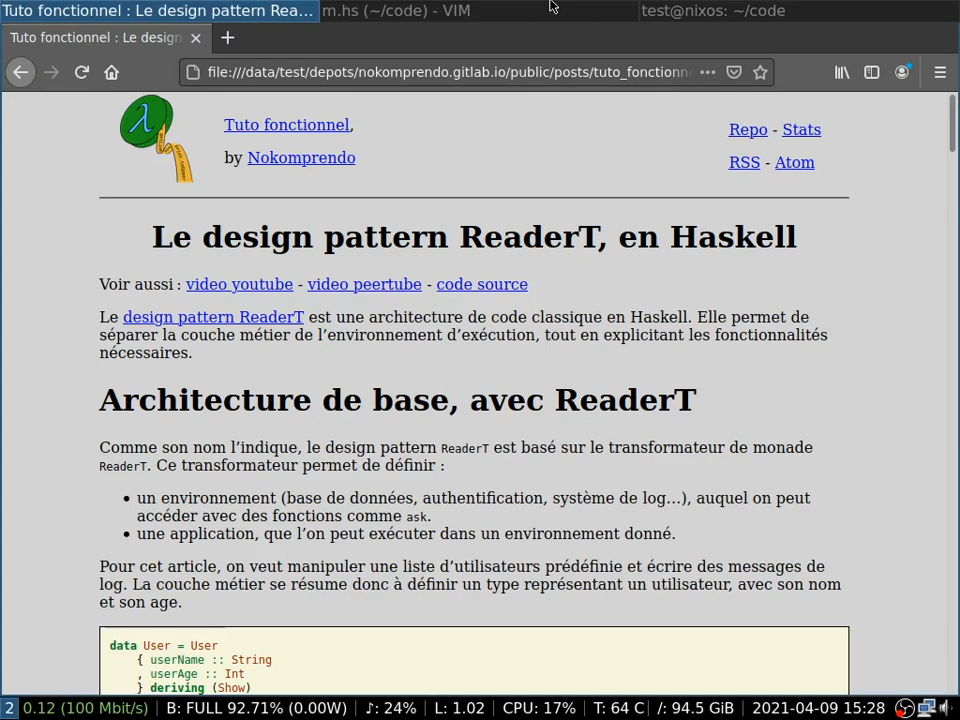 Tuto fonctionnel : Le design pattern Rea... m.hs (~/code) - VIM test@nixos: ~/code
Tuto fonctionnel : Le design
file:///data/test/depots/nokomprendo.gitlab.io/public/posts/tuto_fonctionn
Tuto fonctionnel,
by Nokomprendo
Repo - Stats
RSS - Atom
Le design pattern ReaderT, en Haskell
Voir aussi : video youtube - video peertube - code source
Le design pattern ReaderT est une architecture de code classique en Haskell. Elle permet de
séparer la couche métier de l’environnement d’exécution, tout en explicitant les fonctionnalités
nécessaires.
Architecture de base, avec ReaderT
Comme son nom l’indique, le design pattern ReaderT est basé sur le transformateur de monade
ReaderT. Ce transformateur permet de définir :
• un environnement (base de données, authentification, système de log…), auquel on peut
accéder avec des fonctions comme ask.
• une application, que l’on peut exécuter dans un environnement donné.
Pour cet article, on veut manipuler une liste d’utilisateurs prédéfinie et écrire des messages de
log. La couche métier se résume donc à définir un type représentant un utilisateur, avec son nom
et son age.
data User = User
{ userName :: String
, userAge :: Int
} deriving (Show)
2 0.12 (100 Mbit/s) B: FULL 92.71% (0.00W) ♪: 24% L: 1.02 CPU: 17% T: 64 C /: 94.5 GiB 2021-04-09 15:28